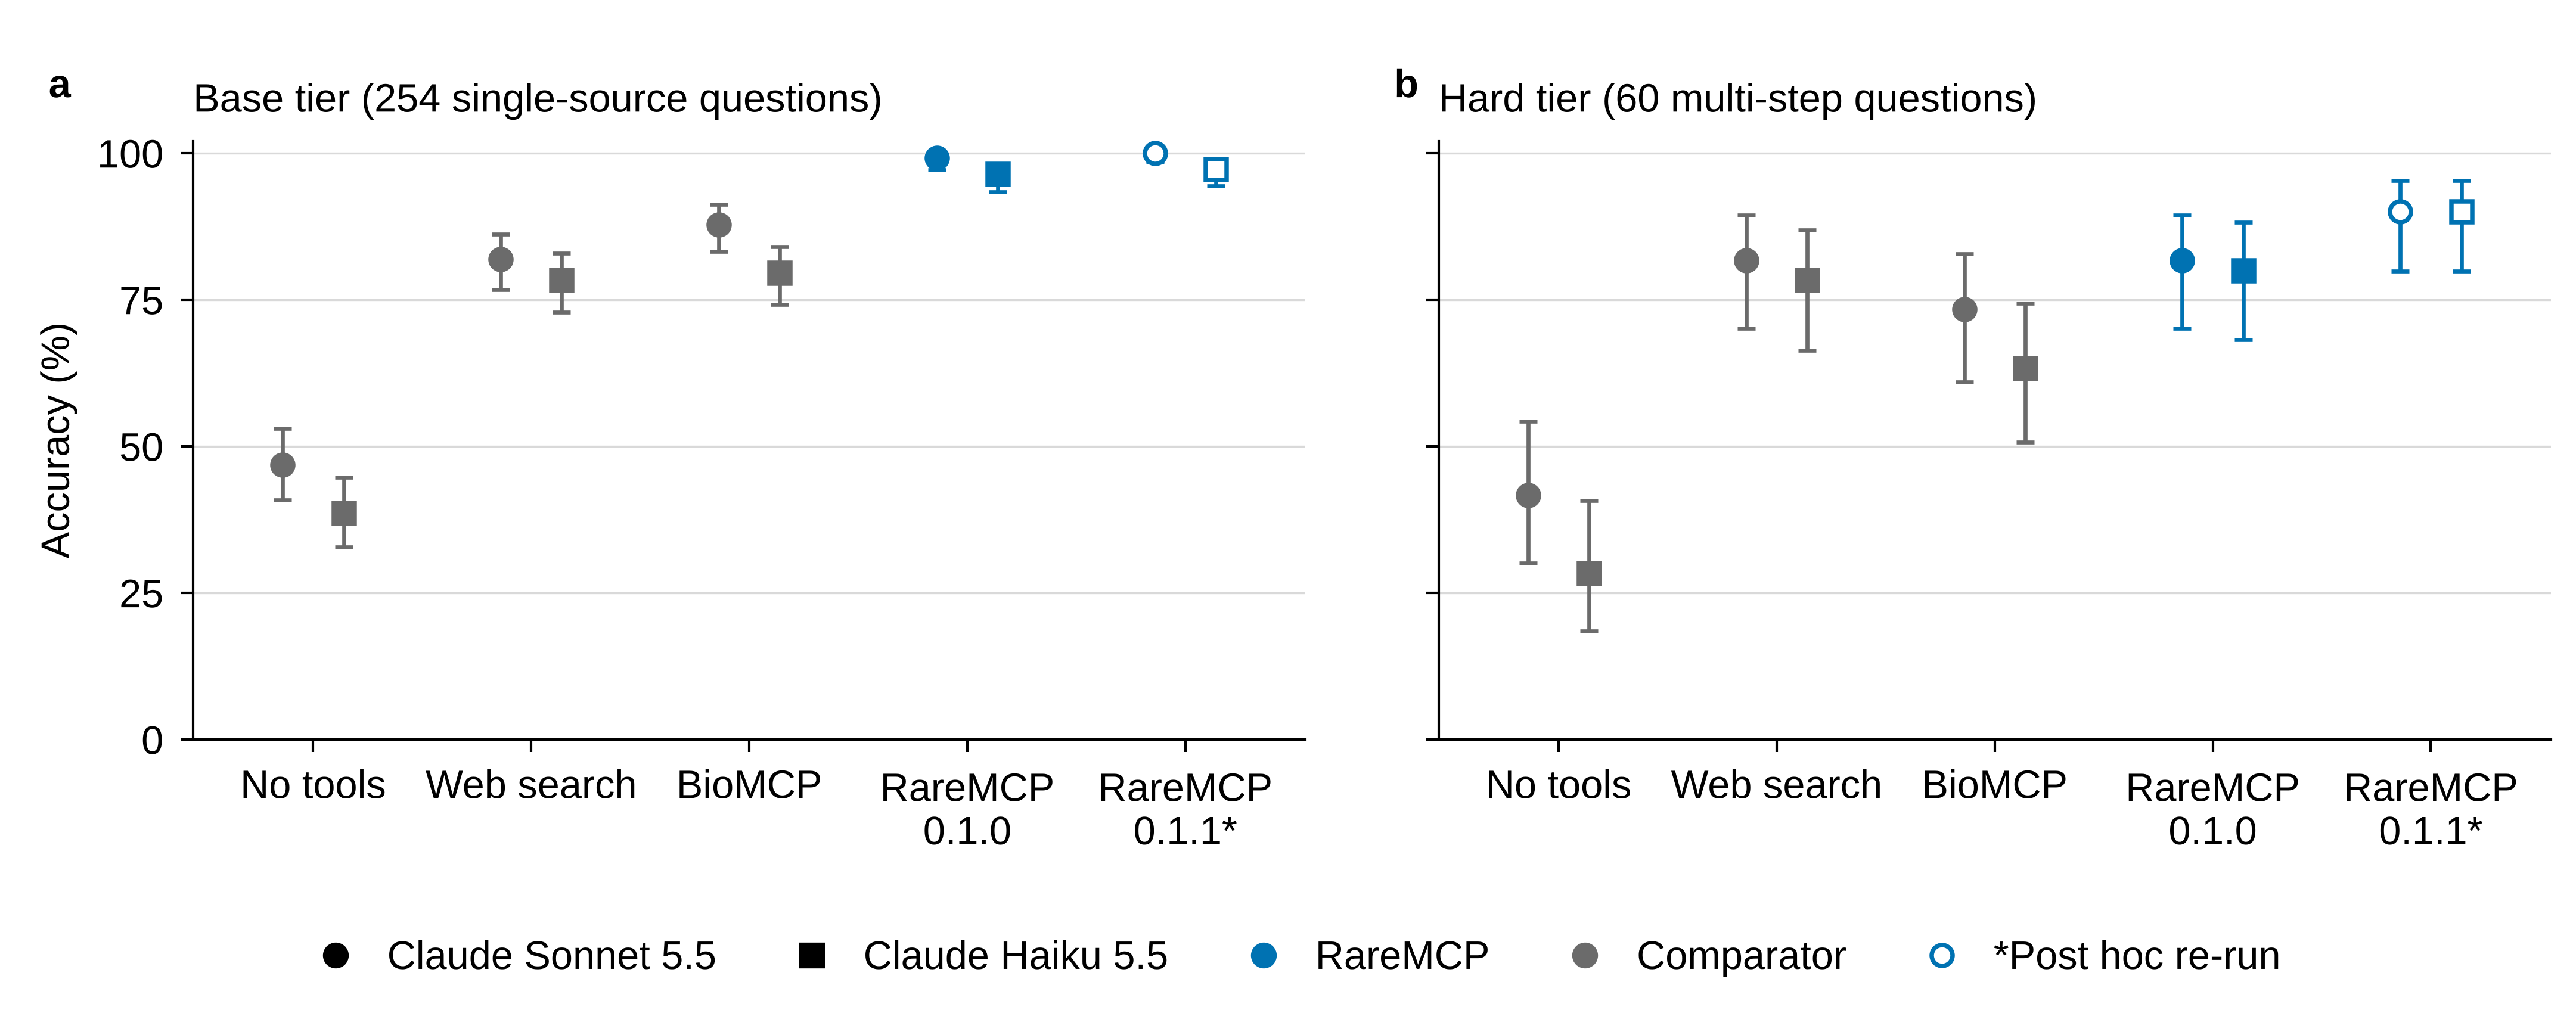 a
Base tier (254 single-source questions)
b
Hard tier (60 multi-step questions)
Accuracy (%)
100
75
50
25
0
No tools
Web search
BioMCP
RareMCP
0.1.0
RareMCP
0.1.1*
No tools
Web search
BioMCP
RareMCP
0.1.0
RareMCP
0.1.1*
Claude Sonnet 5.5
Claude Haiku 5.5
RareMCP
Comparator
*Post hoc re-run